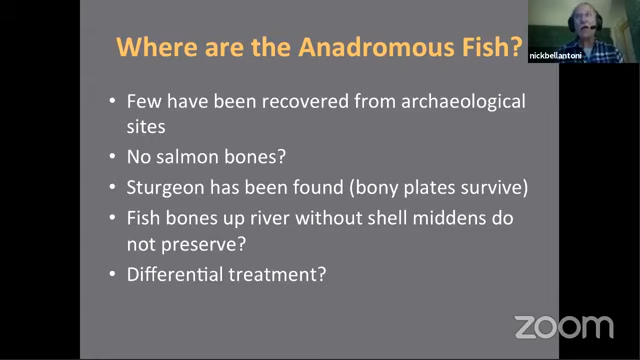 Where are the Anadromous Fish?
nickbellantoni
• Few have been recovered from archaeological
sites
• No salmon bones?
• Sturgeon has been found (bony plates survive)
• Fish bones up river without shell middens do
not preserve?
• Differential treatment?
zoom